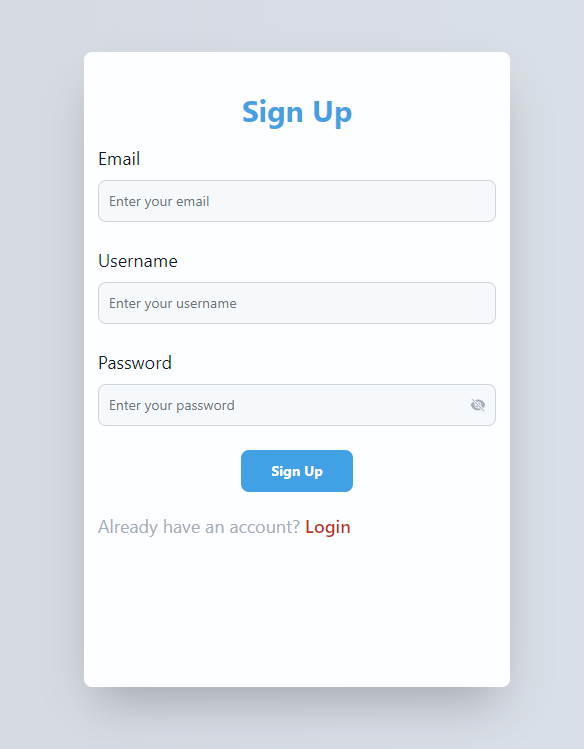 Sign Up
Email
Enter your email
Username
Enter your username
Password
Enter your password
Sign Up
Already have an account? Login